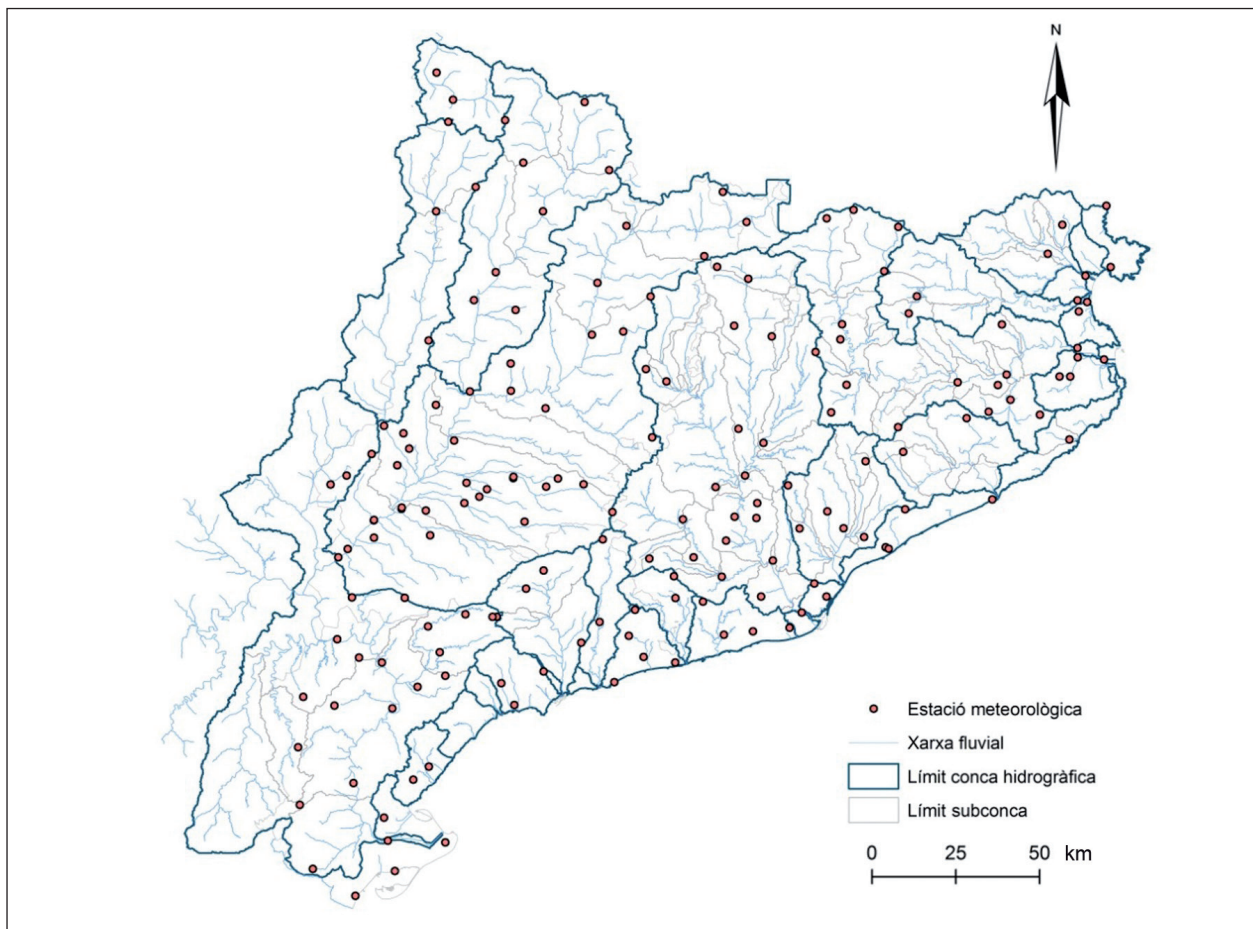 N
Estació meteorològica
Xarxa fluvial
Límit conca hidrogràfica
Límit subconca
0 25 50 km